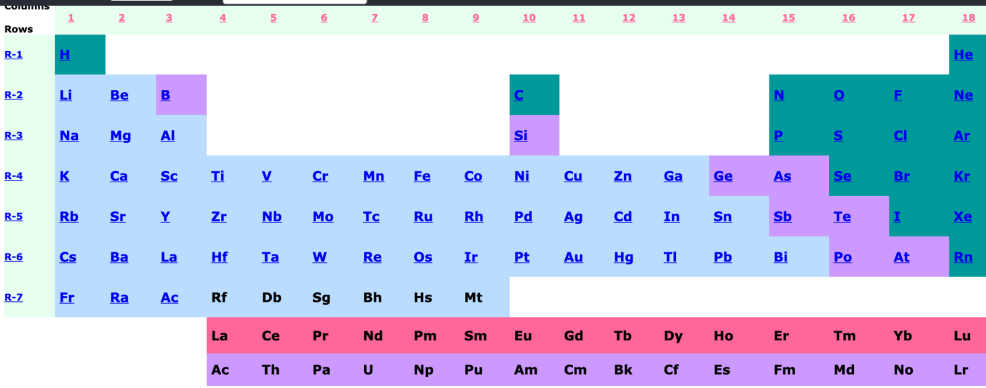 Columns
1 2 3 4 5 6 7 8 9 10 11 12 13 14 15 16 17 18
Rows
R-1 H He
R-2 Li Be B C N O F Ne
R-3 Na Mg Al Si P S Cl Ar
R-4 K Ca Sc Ti V Cr Mn Fe Co Ni Cu Zn Ga Ge As Se Br Kr
R-5 Rb Sr Y Zr Nb Mo Tc Ru Rh Pd Ag Cd In Sn Sb Te I Xe
R-6 Cs Ba La Hf Ta W Re Os Ir Pt Au Hg Tl Pb Bi Po At Rn
R-7 Fr Ra Ac Rf Db Sg Bh Hs Mt
La Ce Pr Nd Pm Sm Eu Gd Tb Dy Ho Er Tm Yb Lu
Ac Th Pa U Np Pu Am Cm Bk Cf Es Fm Md No Lr